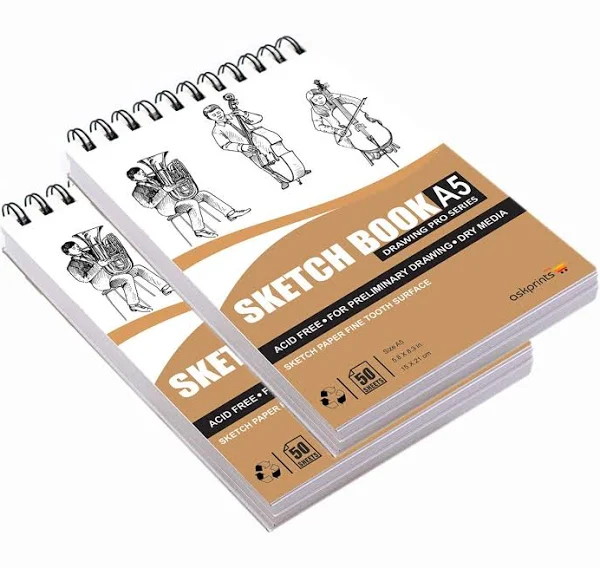 SKETCH BOOK A5
DRAWING PRO SERIES
ACID FREE • FOR PRELIMINARY DRAWING • DRY MEDIA
SKETCH PAPER FINE TOOTH SURFACE
askprints
Size A5
5.8 X 8.3 in
15 X 21 cm
50
SHEETS
SKE
ACID FREE • F
SKETCH PAPER FINE
50
SHEETS